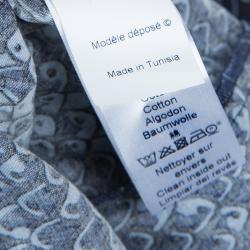 Modèle déposé ©
Made in Tunisia
Cotton
Algodon
Baumwolle
Nettoyer sur
envers
Clean inside out
Limpiar del revés